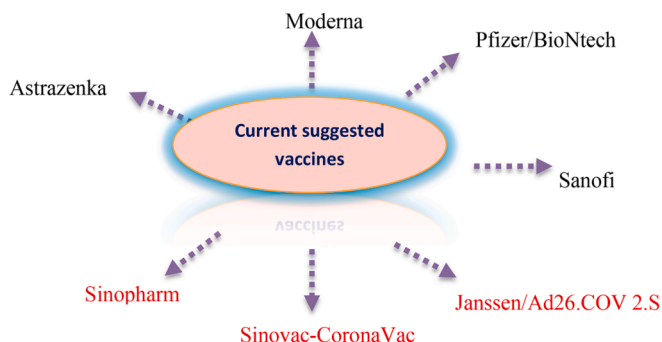 Moderna
Pfizer/BioNtech
Astrazenka
Current suggested
vaccines
Sanofi
vaccines
Sinopharm
Janssen/Ad26.COV 2.S
Sinovac-CoronaVac